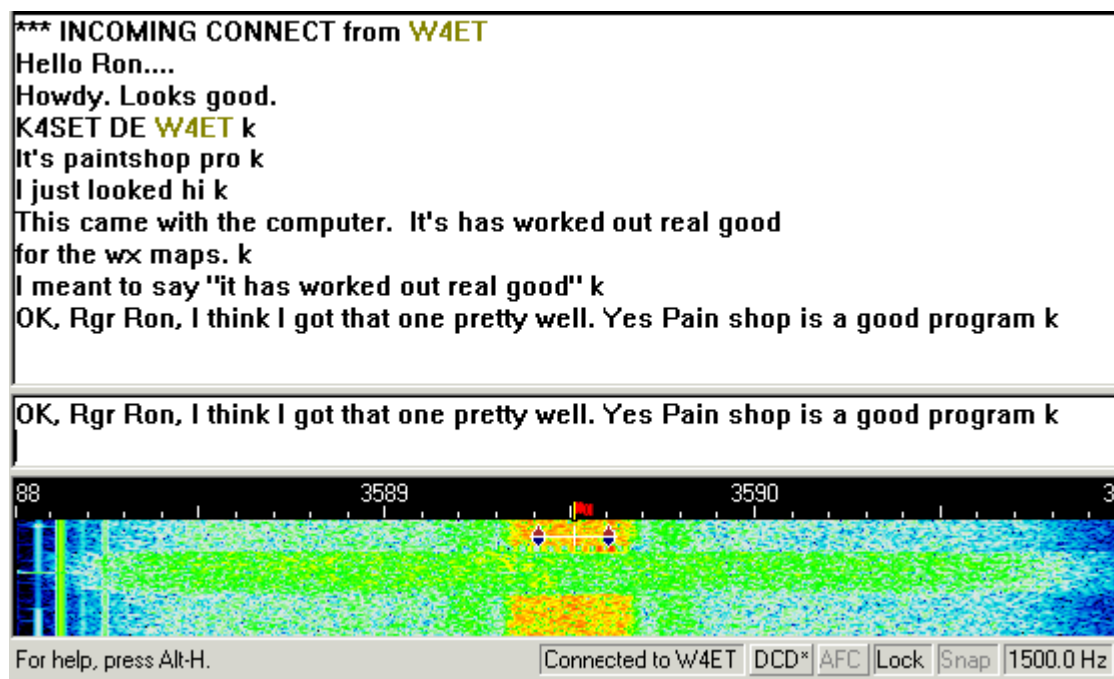 *** INCOMING CONNECT from W4ET
Hello Ron....
Howdy. Looks good.
K4SET DE W4ET k
It's paintshop pro k
I just looked hi k
This came with the computer.  It's has worked out real good
for the wx maps. k
I meant to say "it has worked out real good" k
OK, Rgr Ron, I think I got that one pretty well. Yes Pain shop is a good program k
OK, Rgr Ron, I think I got that one pretty well. Yes Pain shop is a good program k
88 3589 3590 3
For help, press Alt-H. Connected to W4ET DCD* AFC Lock Snap 1500.0 Hz